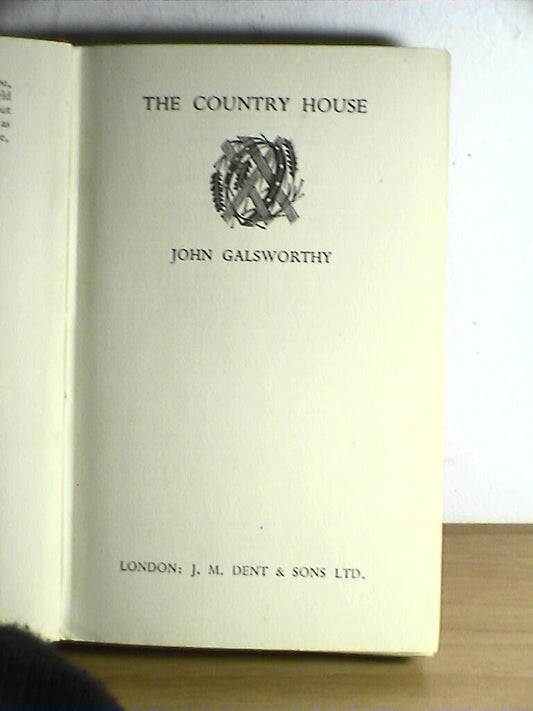 THE COUNTRY HOUSE
JOHN GALSWORTHY
LONDON: J. M. DENT & SONS LTD.